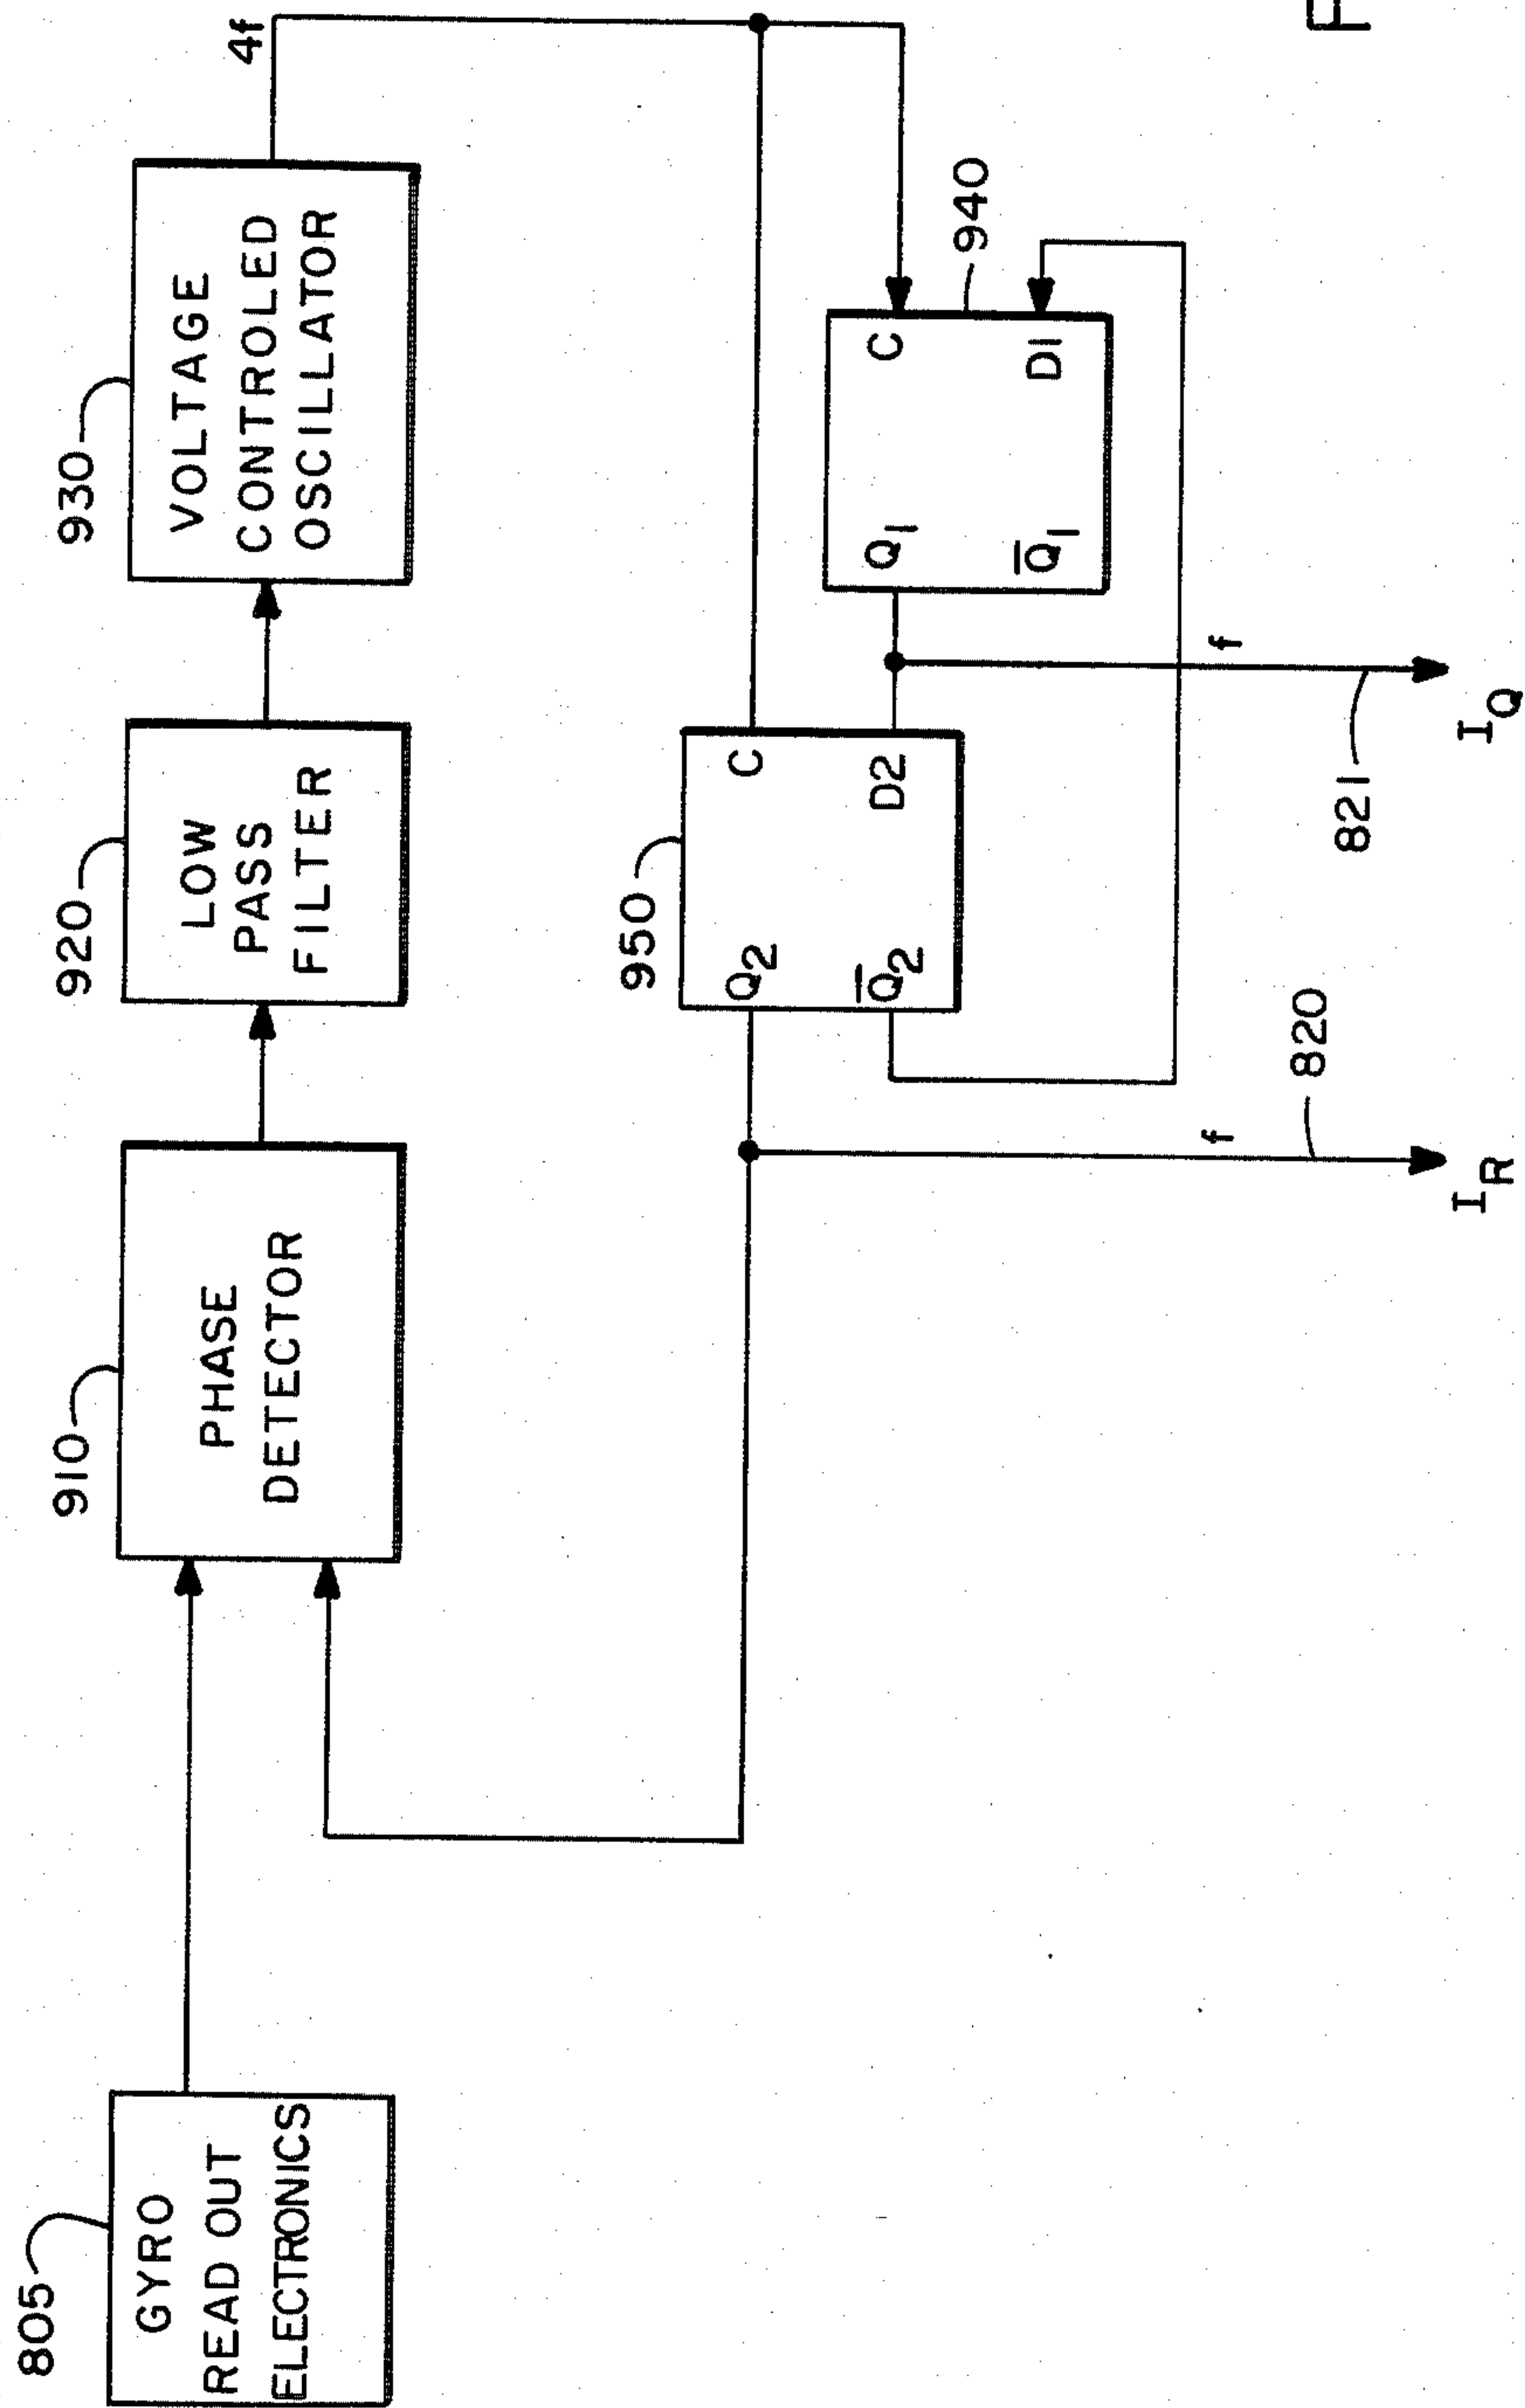 805
GYRO
READ OUT
ELECTRONICS
910
PHASE
DETECTOR
920
LOW
PASS
FILTER
930
VOLTAGE
CONTROLED
OSCILLATOR
4f
950
Q2
C
Q̅2
D2
940
Q1
C
Q̅1
D1
f
820
IR
f
821
IQ